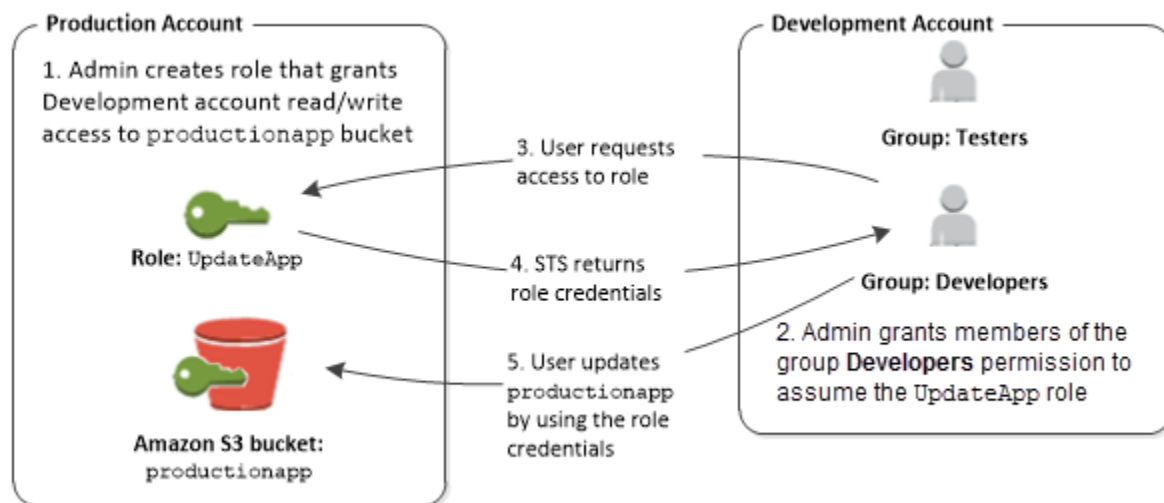 Production Account
1. Admin creates role that grants
Development account read/write
access to productionapp bucket
Role: UpdateApp
Amazon S3 bucket:
productionapp
3. User requests
access to role
4. STS returns
role credentials
5. User updates
productionapp
by using the role
credentials
Development Account
Group: Testers
Group: Developers
2. Admin grants members of the
group Developers permission to
assume the UpdateApp role